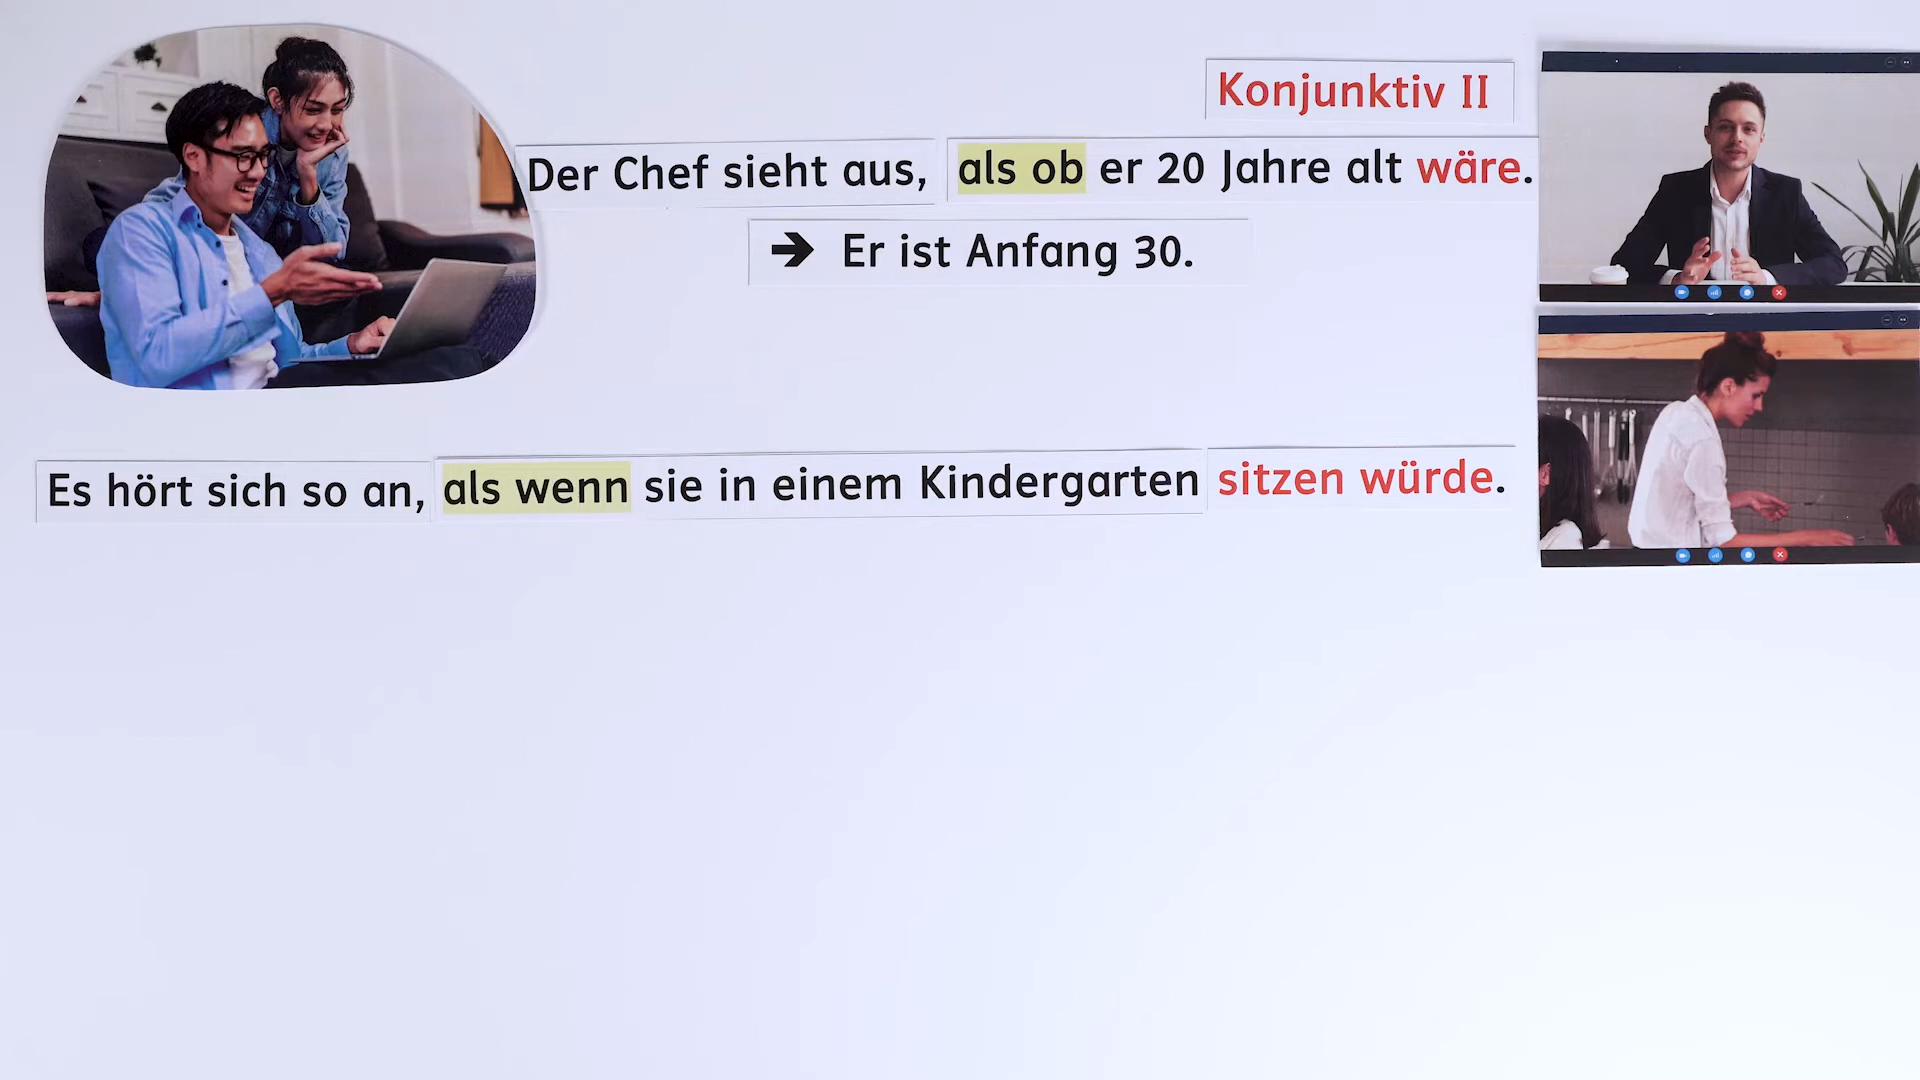 Konjunktiv II
Der Chef sieht aus, als ob er 20 Jahre alt wäre.
➔ Er ist Anfang 30.
Es hört sich so an, als wenn sie in einem Kindergarten sitzen würde.